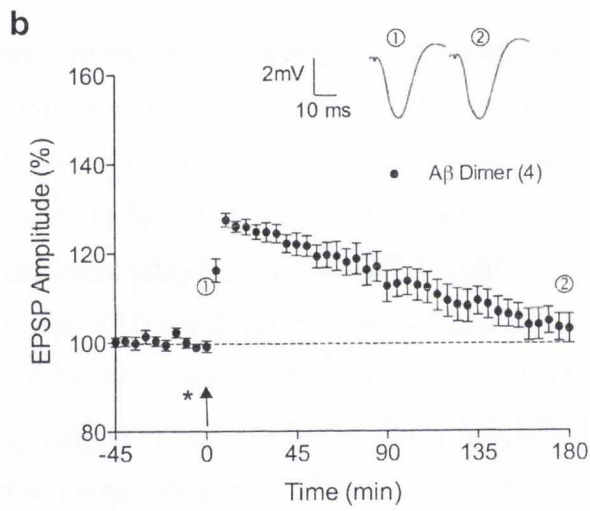 b
① ②
2mV
10 ms
Aβ Dimer (4)
EPSP Amplitude (%)
160
140
120
100
80
① ②
*
-45 0 45 90 135 180
Time (min)